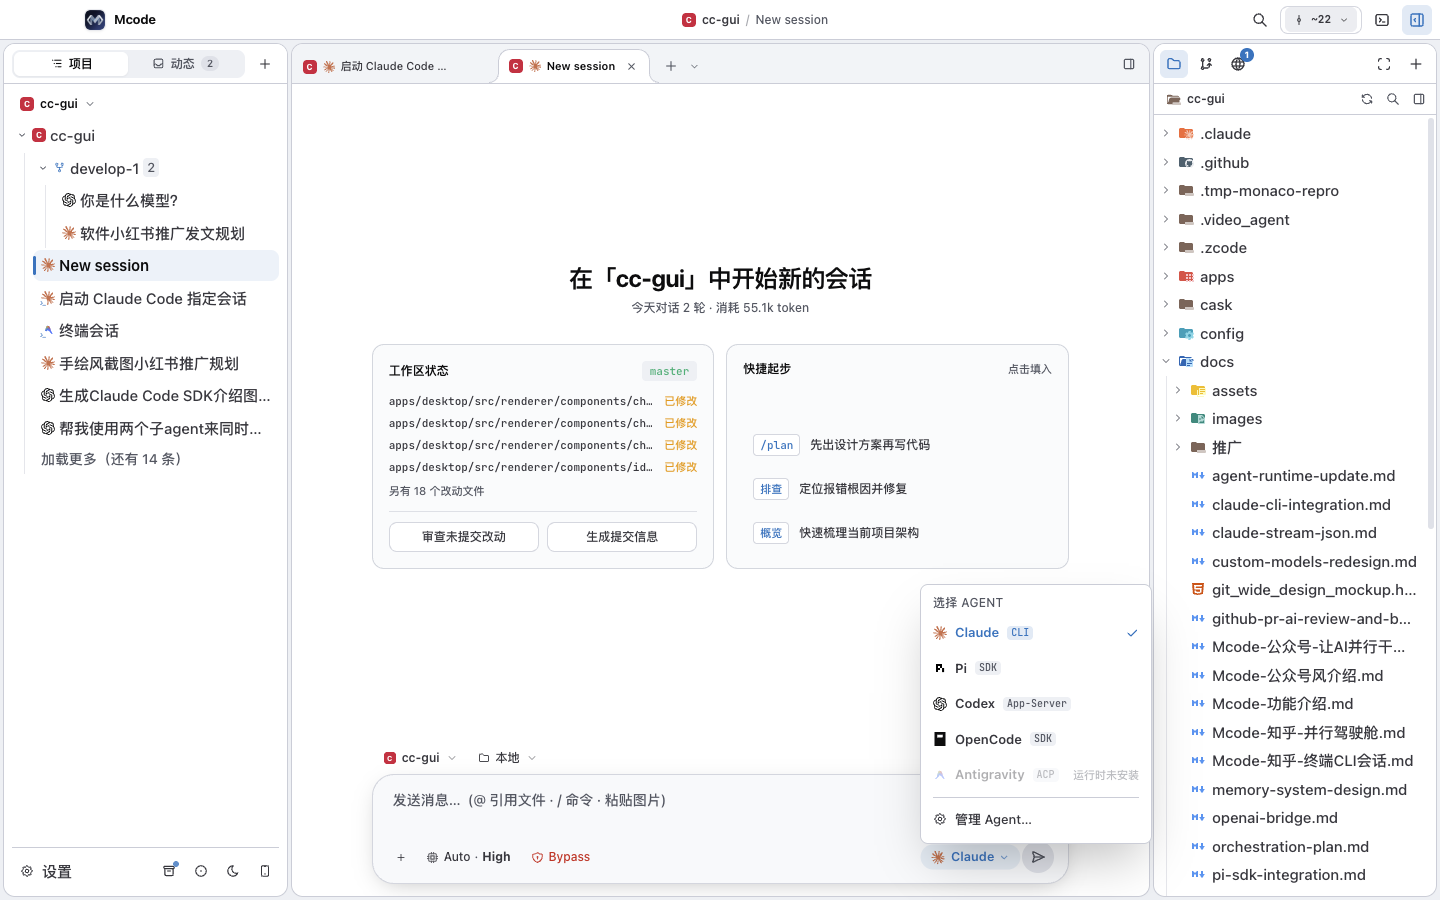 Mcode
C cc-gui / New session
~22
项目
动态 2
C cc-gui
C cc-gui
develop-1 2
你是什么模型?
软件小红书推广发文规划
New session
启动 Claude Code 指定会话
终端会话
手绘风截图小红书推广规划
生成Claude Code SDK介绍图...
帮我使用两个子agent来同时...
加载更多（还有 14 条）
设置
C 启动 Claude Code ...
C New session
在「cc-gui」中开始新的会话
今天对话 2 轮 · 消耗 55.1k token
工作区状态
master
apps/desktop/src/renderer/components/ch… 已修改
apps/desktop/src/renderer/components/ch… 已修改
apps/desktop/src/renderer/components/ch… 已修改
apps/desktop/src/renderer/components/id… 已修改
另有 18 个改动文件
审查未提交改动
生成提交信息
快捷起步
点击填入
/plan 先出设计方案再写代码
排查 定位报错根因并修复
概览 快速梳理当前项目架构
选择 AGENT
Claude CLI
Pi SDK
Codex App-Server
OpenCode SDK
Antigravity ACP 运行时未安装
管理 Agent...
C cc-gui
本地
发送消息... (@ 引用文件 · / 命令 · 粘贴图片)
Auto · High
Bypass
Claude
1
cc-gui
.claude
.github
.tmp-monaco-repro
.video_agent
.zcode
apps
cask
config
docs
assets
images
推广
agent-runtime-update.md
claude-cli-integration.md
claude-stream-json.md
custom-models-redesign.md
git_wide_design_mockup.h...
github-pr-ai-review-and-b...
Mcode-公众号-让AI并行干...
Mcode-公众号风介绍.md
Mcode-功能介绍.md
Mcode-知乎-并行驾驶舱.md
Mcode-知乎-终端CLI会话.md
memory-system-design.md
openai-bridge.md
orchestration-plan.md
pi-sdk-integration.md